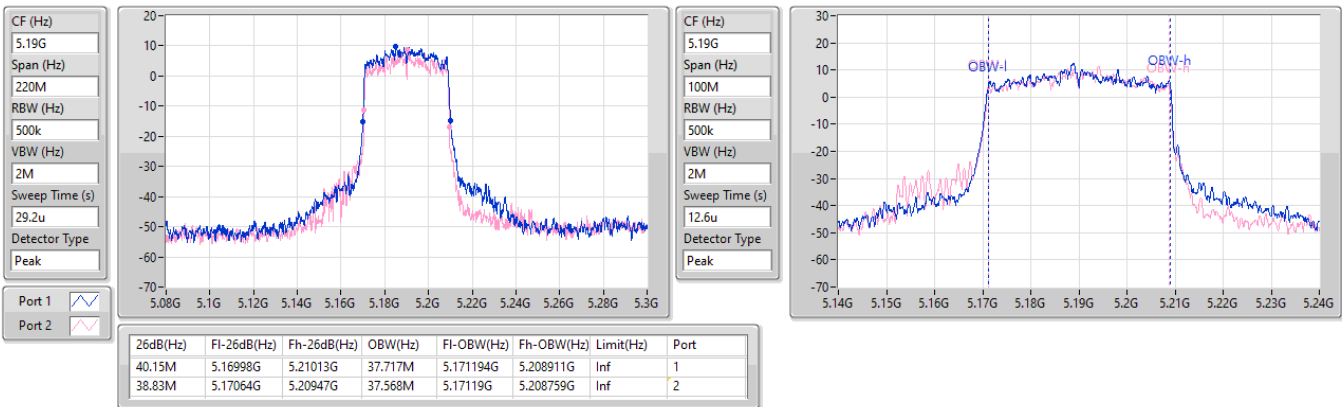 CF (Hz)
5.19G
Span (Hz)
220M
RBW (Hz)
500k
VBW (Hz)
2M
Sweep Time (s)
29.2u
Detector Type
Peak
Port 1
Port 2
20
10
0
-10
-20
-30
-40
-50
-60
-70
5.08G 5.1G 5.12G 5.14G 5.16G 5.18G 5.2G 5.22G 5.24G 5.26G 5.28G 5.3G
CF (Hz)
5.19G
Span (Hz)
100M
RBW (Hz)
500k
VBW (Hz)
2M
Sweep Time (s)
12.6u
Detector Type
Peak
30
20
10
0
-10
-20
-30
-40
-50
-60
-70
OBW-l
OBW-h
OBW-h
5.14G 5.15G 5.16G 5.17G 5.18G 5.19G 5.2G 5.21G 5.22G 5.23G 5.24G
26dB(Hz) Fl-26dB(Hz) Fh-26dB(Hz) OBW(Hz) Fl-OBW(Hz) Fh-OBW(Hz) Limit(Hz) Port
40.15M 5.16998G 5.21013G 37.717M 5.171194G 5.208911G Inf 1
38.83M 5.17064G 5.20947G 37.568M 5.17119G 5.208759G Inf 2